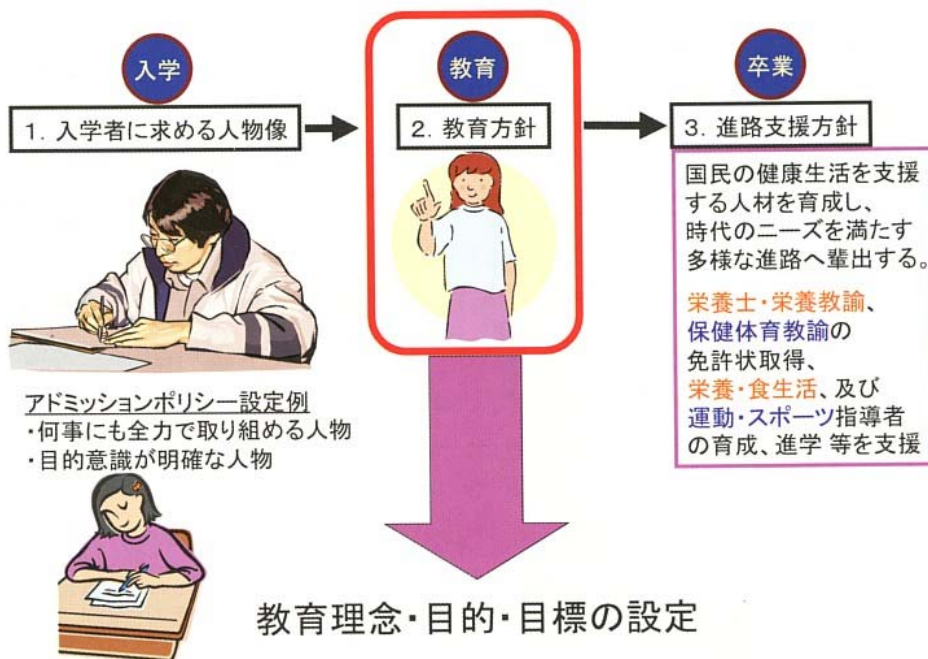 入学
教育
卒業
1. 入学者に求める人物像
2. 教育方針
3. 進路支援方針
国民の健康生活を支援
する人材を育成し、
時代のニーズを満たす
多様な進路へ輩出する。
栄養士・栄養教諭、
保健体育教諭の
免許状取得、
栄養・食生活、及び
運動・スポーツ指導者
の育成、進学 等を支援
アドミッションポリシー設定例
・何事にも全力で取り組める人物
・目的意識が明確な人物
教育理念・目的・目標の設定